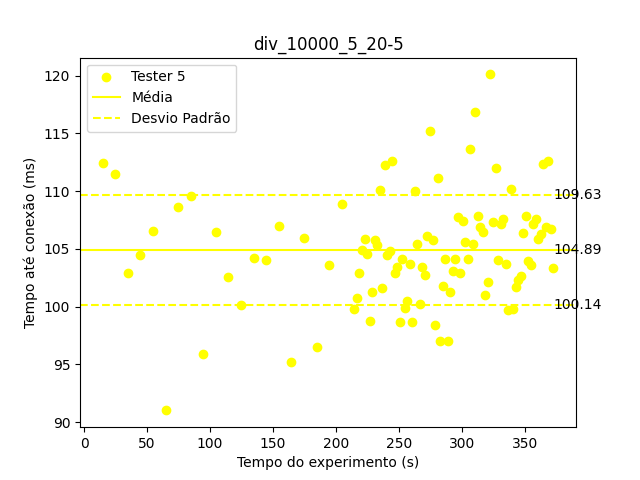 div_10000_5_20-5
Tester 5
Média
Desvio Padrão
Tempo até conexão (ms)
120
115
110
105
100
95
90
109.63
104.89
100.14
0 50 100 150 200 250 300 350
Tempo do experimento (s)